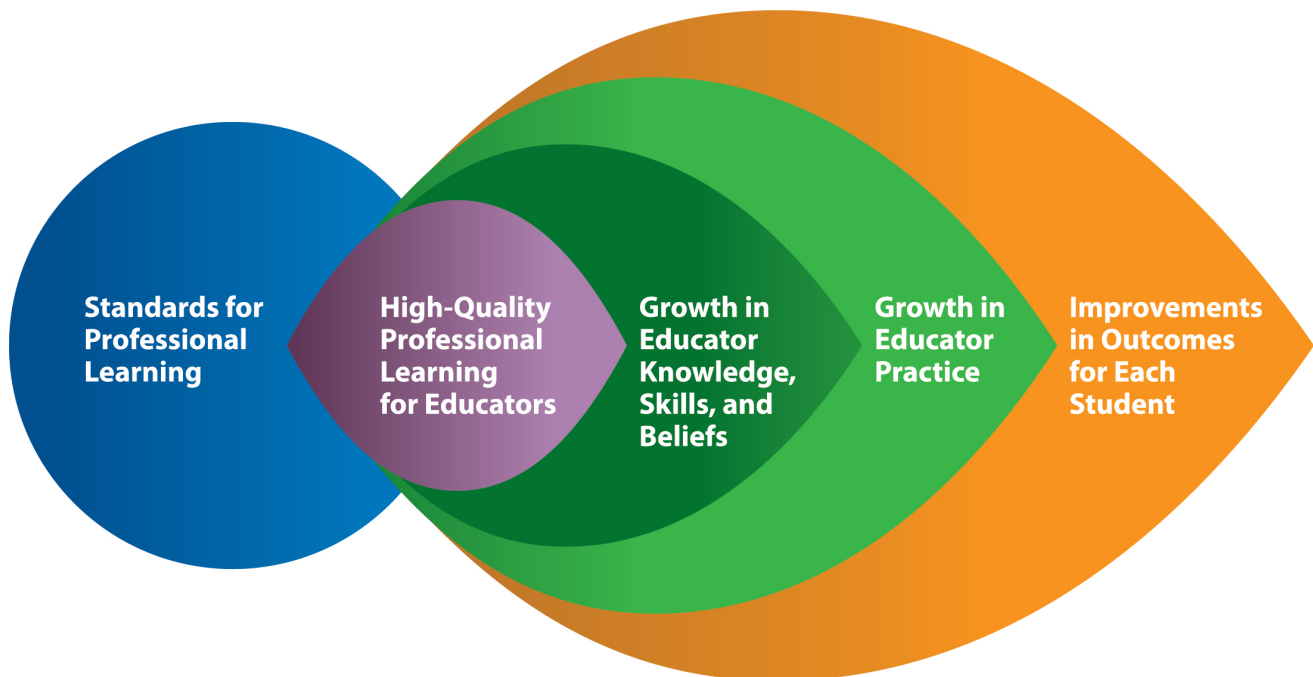 Standards for
Professional
Learning
High-Quality
Professional
Learning
for Educators
Growth in
Educator
Knowledge,
Skills, and
Beliefs
Growth in
Educator
Practice
Improvements
in Outcomes
for Each
Student